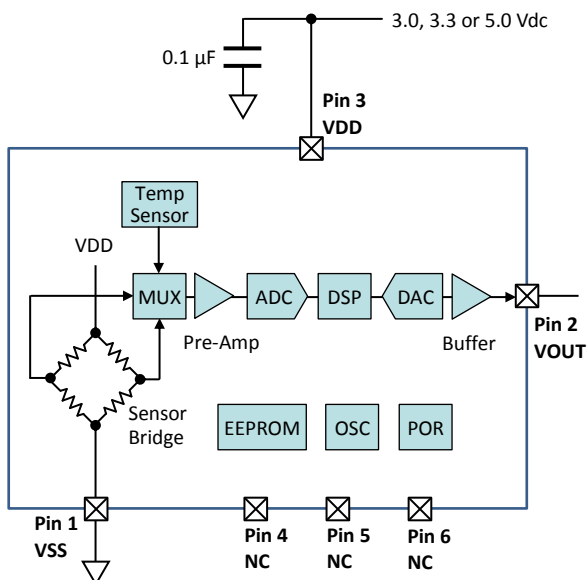 3.0, 3.3 or 5.0 Vdc
0.1 µF
Pin 3
VDD
Temp
Sensor
VDD
MUX
ADC
DSP
DAC
Pre-Amp
Buffer
Pin 2
VOUT
Sensor
Bridge
EEPROM
OSC
POR
Pin 1
VSS
Pin 4
NC
Pin 5
NC
Pin 6
NC